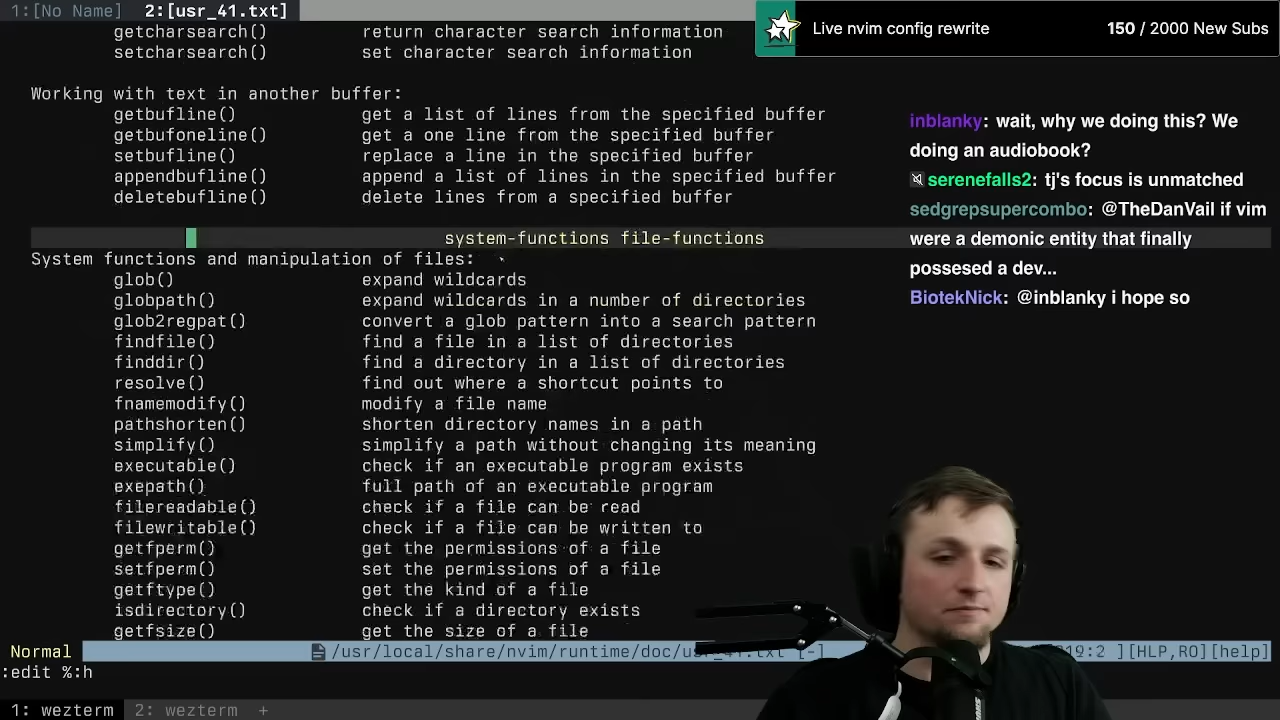 1:[No Name]  2:[usr_41.txt]
Live nvim config rewrite
150 / 2000 New Subs
getcharsearch() return character search information
setcharsearch() set character search information
Working with text in another buffer:
getbufline() get a list of lines from the specified buffer
getbufoneline() get a one line from the specified buffer
setbufline() replace a line in the specified buffer
appendbufline() append a list of lines in the specified buffer
deletebufline() delete lines from a specified buffer
system-functions file-functions
System functions and manipulation of files:
glob() expand wildcards
globpath() expand wildcards in a number of directories
glob2regpat() convert a glob pattern into a search pattern
findfile() find a file in a list of directories
finddir() find a directory in a list of directories
resolve() find out where a shortcut points to
fnamemodify() modify a file name
pathshorten() shorten directory names in a path
simplify() simplify a path without changing its meaning
executable() check if an executable program exists
exepath() full path of an executable program
filereadable() check if a file can be read
filewritable() check if a file can be written to
getfperm() get the permissions of a file
setfperm() set the permissions of a file
getftype() get the kind of a file
isdirectory() check if a directory exists
getfsize() get the size of a file
inblanky: wait, why we doing this? We
doing an audiobook?
serenefalls2: tj's focus is unmatched
sedgrepsupercombo: @TheDanVail if vim
were a demonic entity that finally
possesed a dev...
BiotekNick: @inblanky i hope so
Normal /usr/local/share/nvim/runtime/doc/usr_41.txt [-] :2 ][HLP,RO][help]
:edit %:h
1: wezterm 2: wezterm +